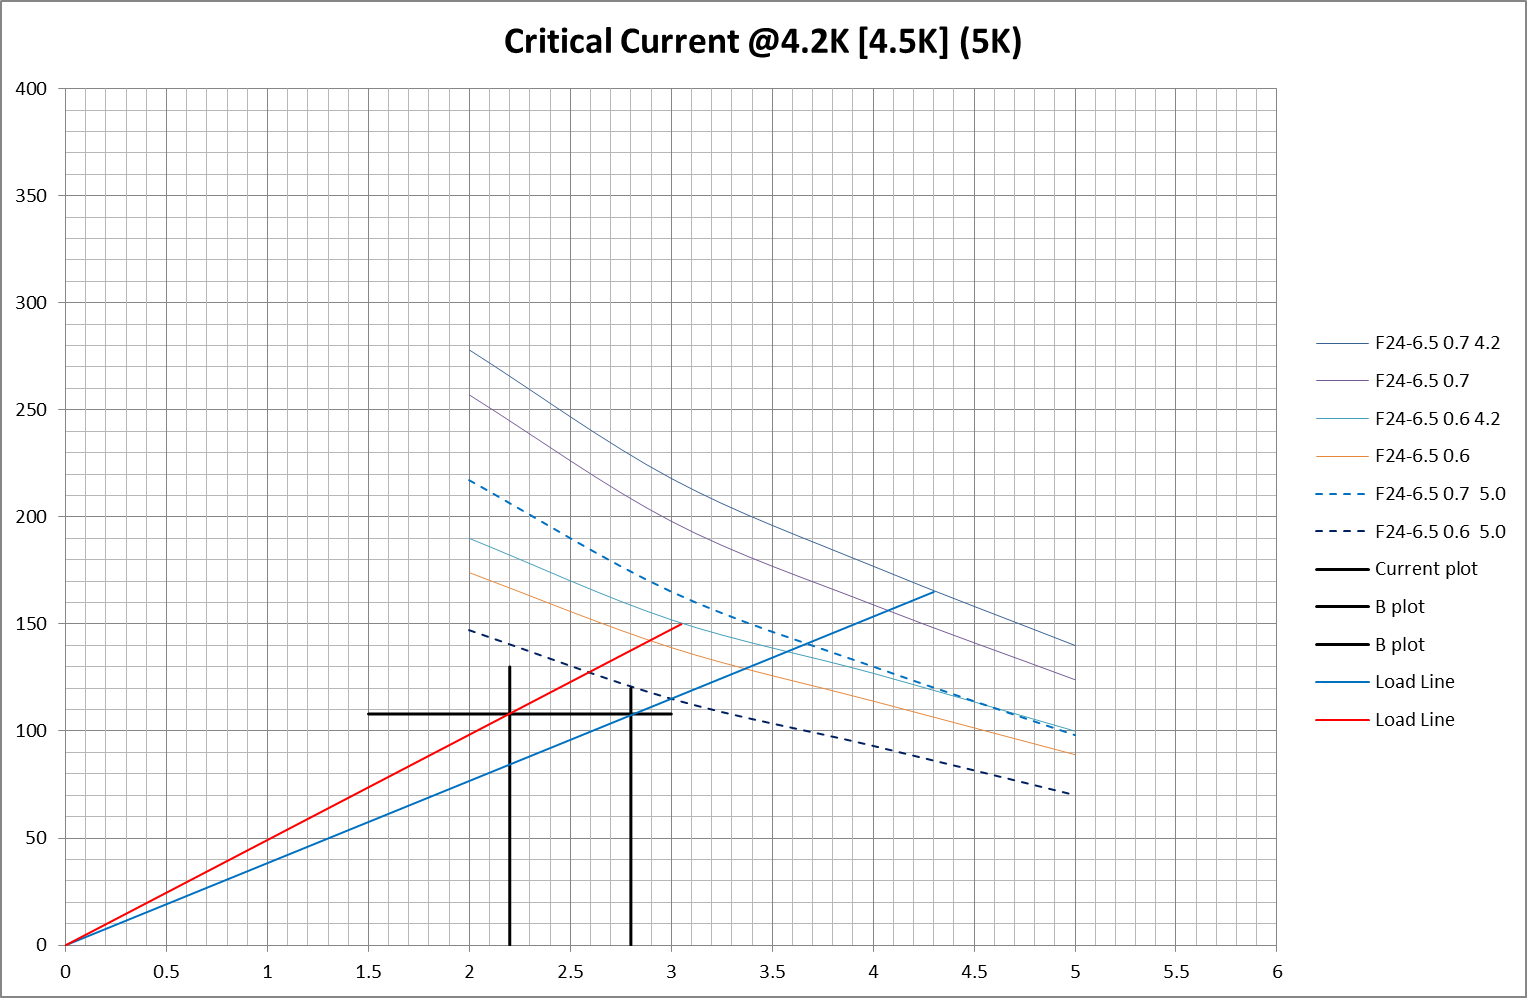 Critical Current @4.2K [4.5K] (5K)
400
350
300
250
200
150
100
50
0
0 0.5 1 1.5 2 2.5 3 3.5 4 4.5 5 5.5 6
F24-6.5 0.7 4.2
F24-6.5 0.7
F24-6.5 0.6 4.2
F24-6.5 0.6
F24-6.5 0.7  5.0
F24-6.5 0.6  5.0
Current plot
B plot
B plot
Load Line
Load Line